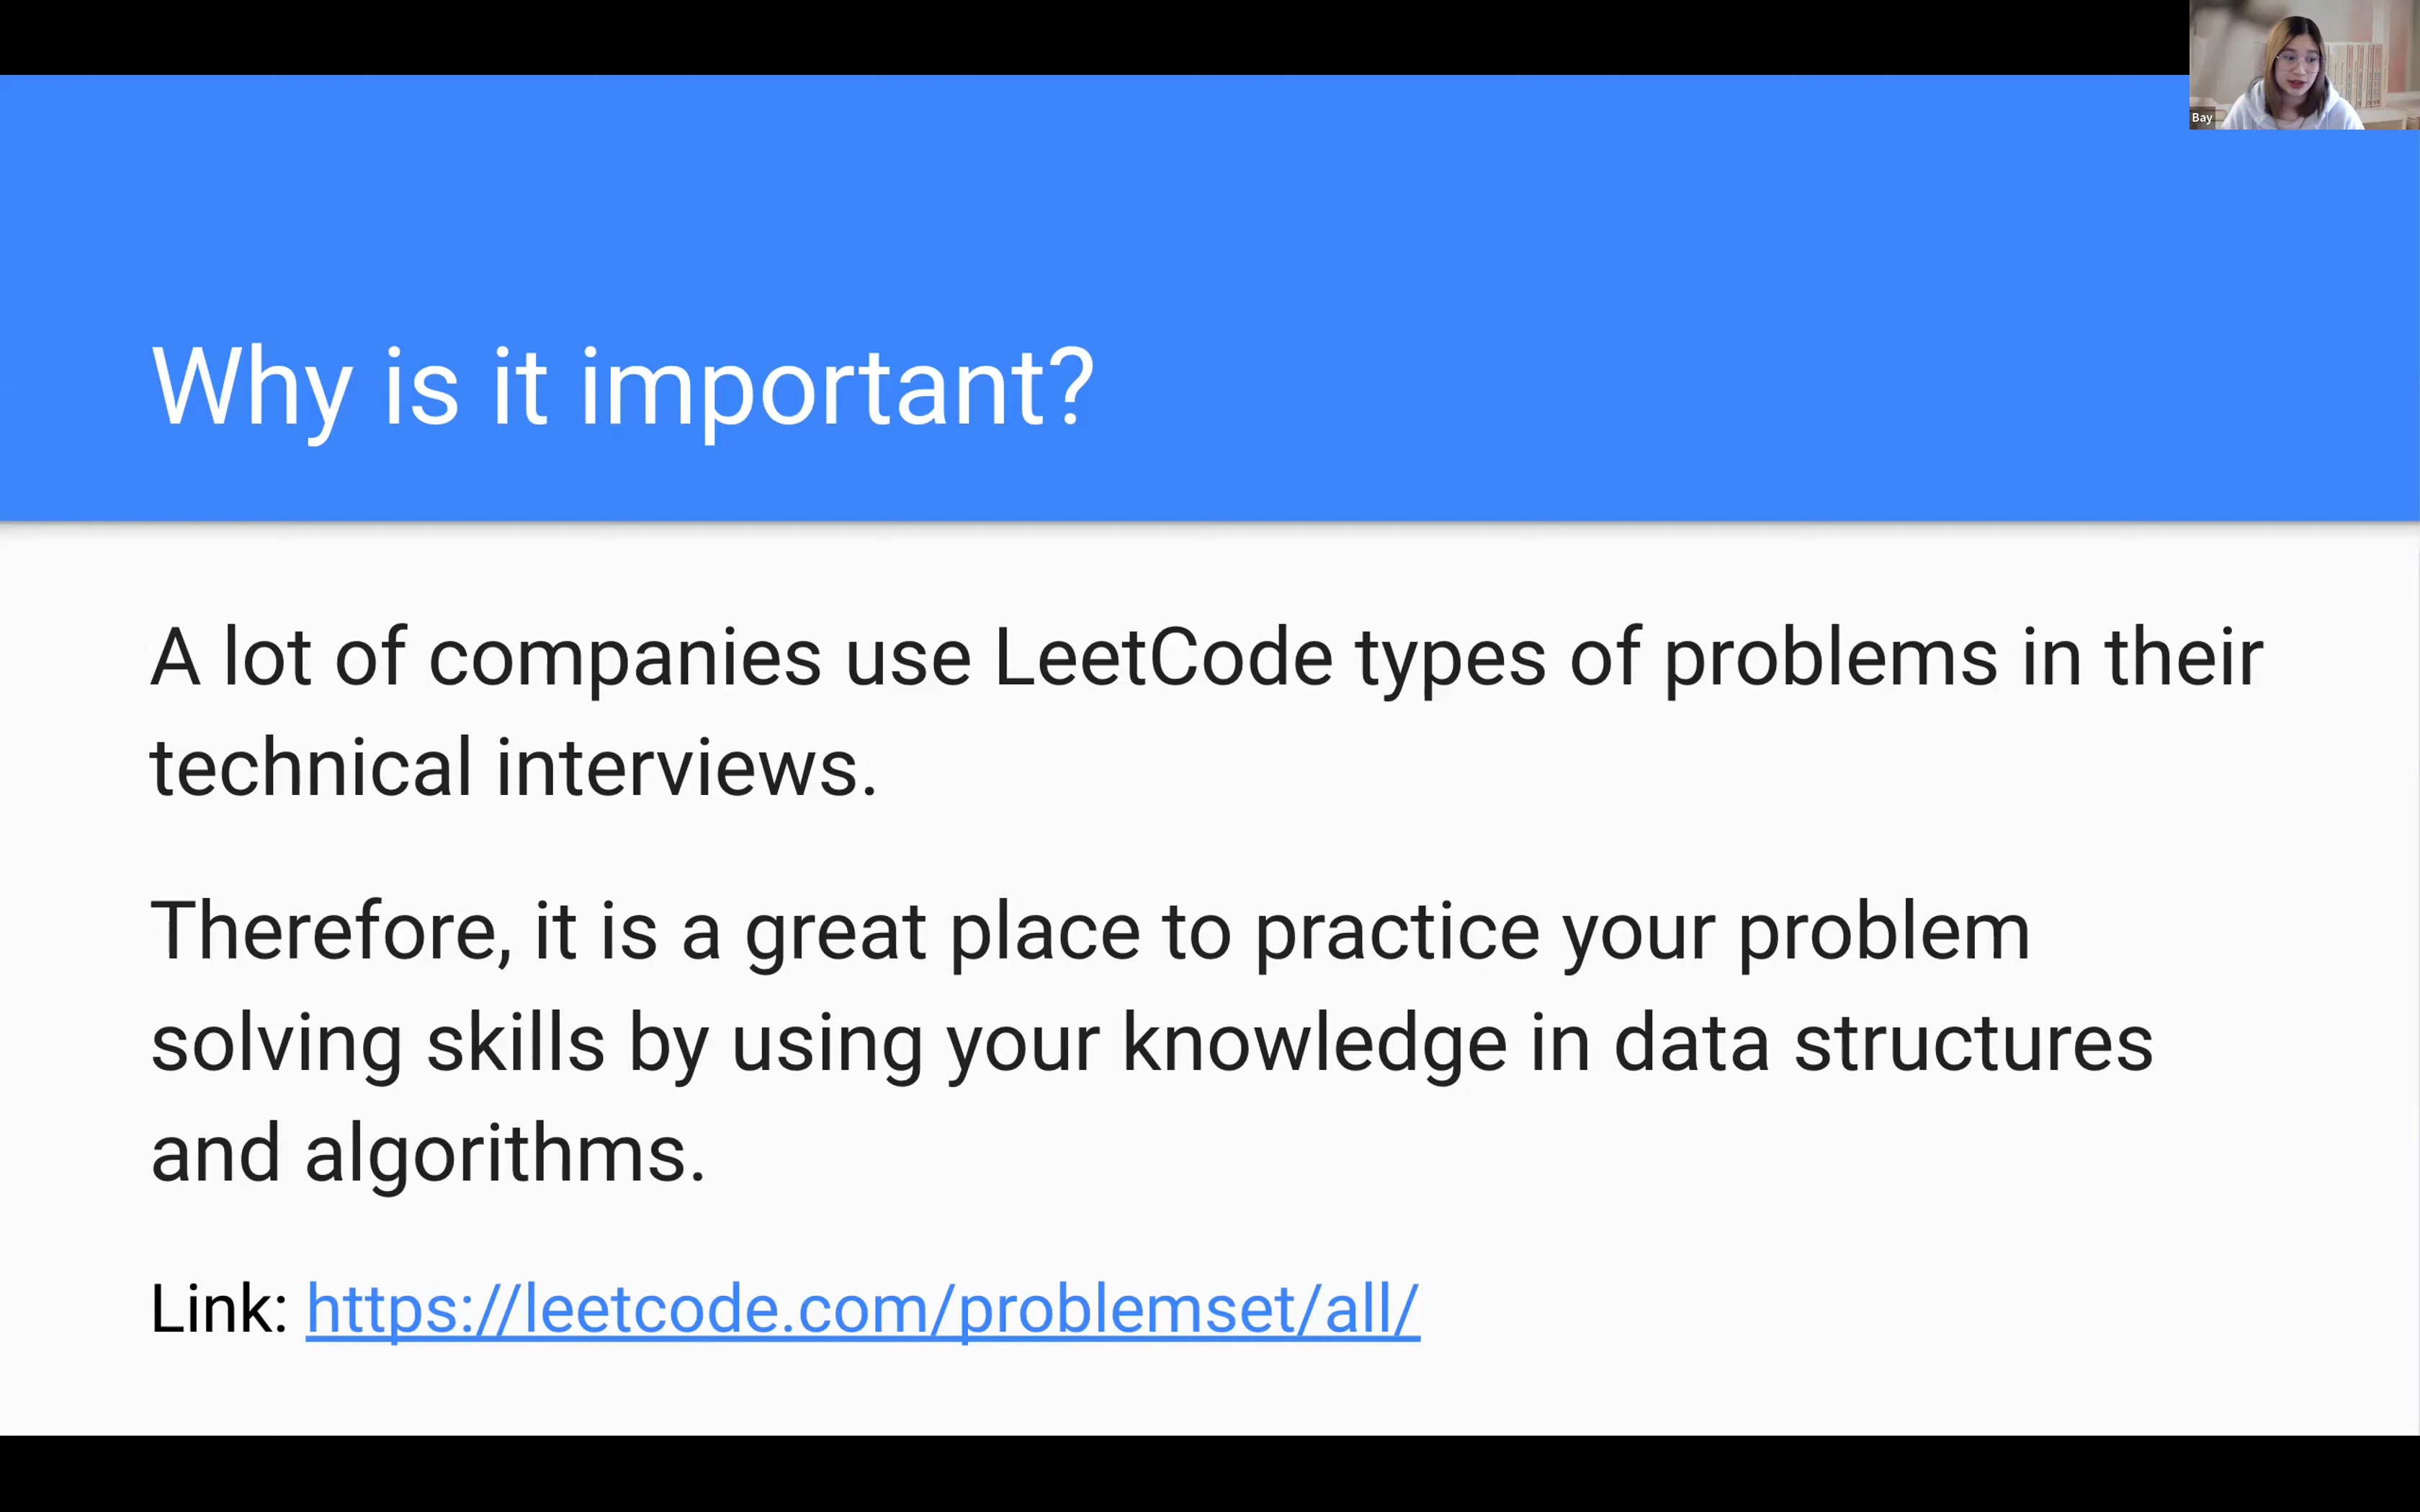 Bay
Why is it important?
A lot of companies use LeetCode types of problems in their
technical interviews.
Therefore, it is a great place to practice your problem
solving skills by using your knowledge in data structures
and algorithms.
Link: https://leetcode.com/problemset/all/